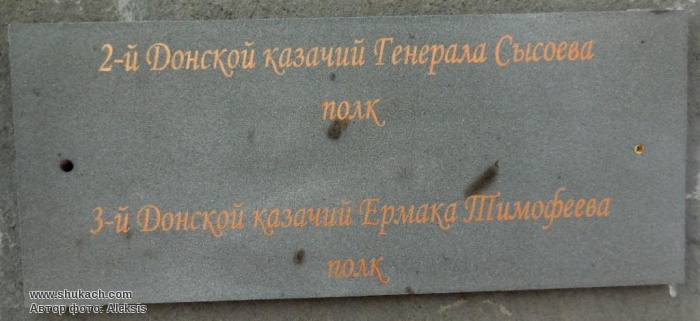 2-й Донской казачий Генерала Сысоева
полк
3-й Донской казачий Ермака Тимофеева
полк
www.shukach.com
Автор фото: Aleksis